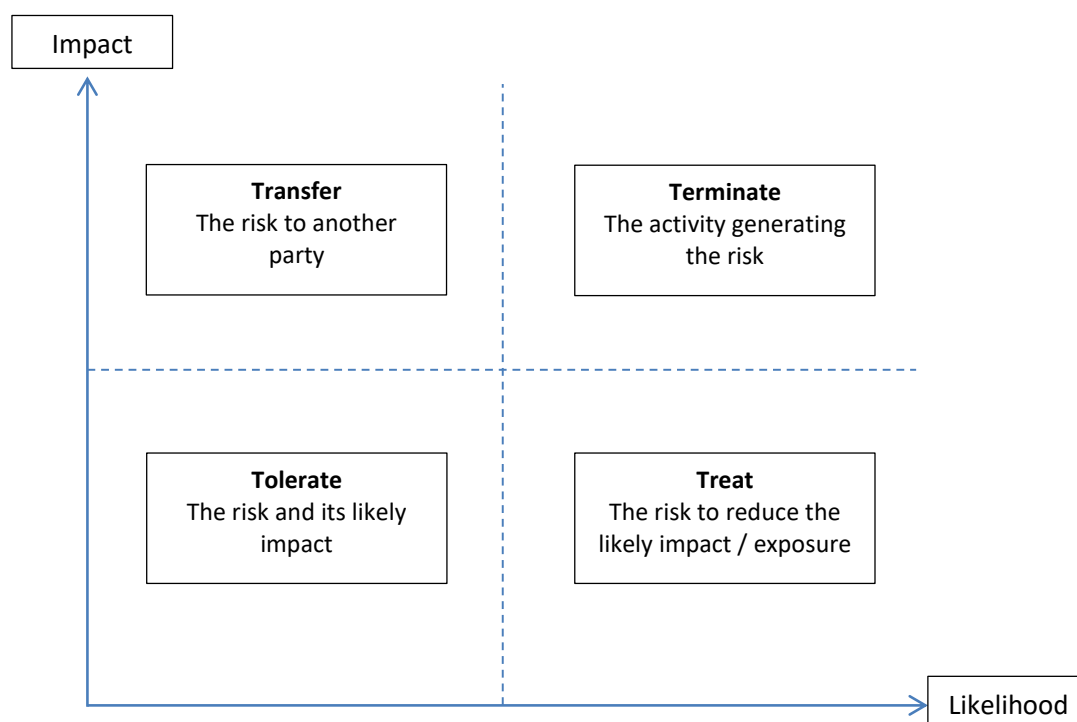 Impact
Transfer
The risk to another
party
Terminate
The activity generating
the risk
Tolerate
The risk and its likely
impact
Treat
The risk to reduce the
likely impact / exposure
Likelihood